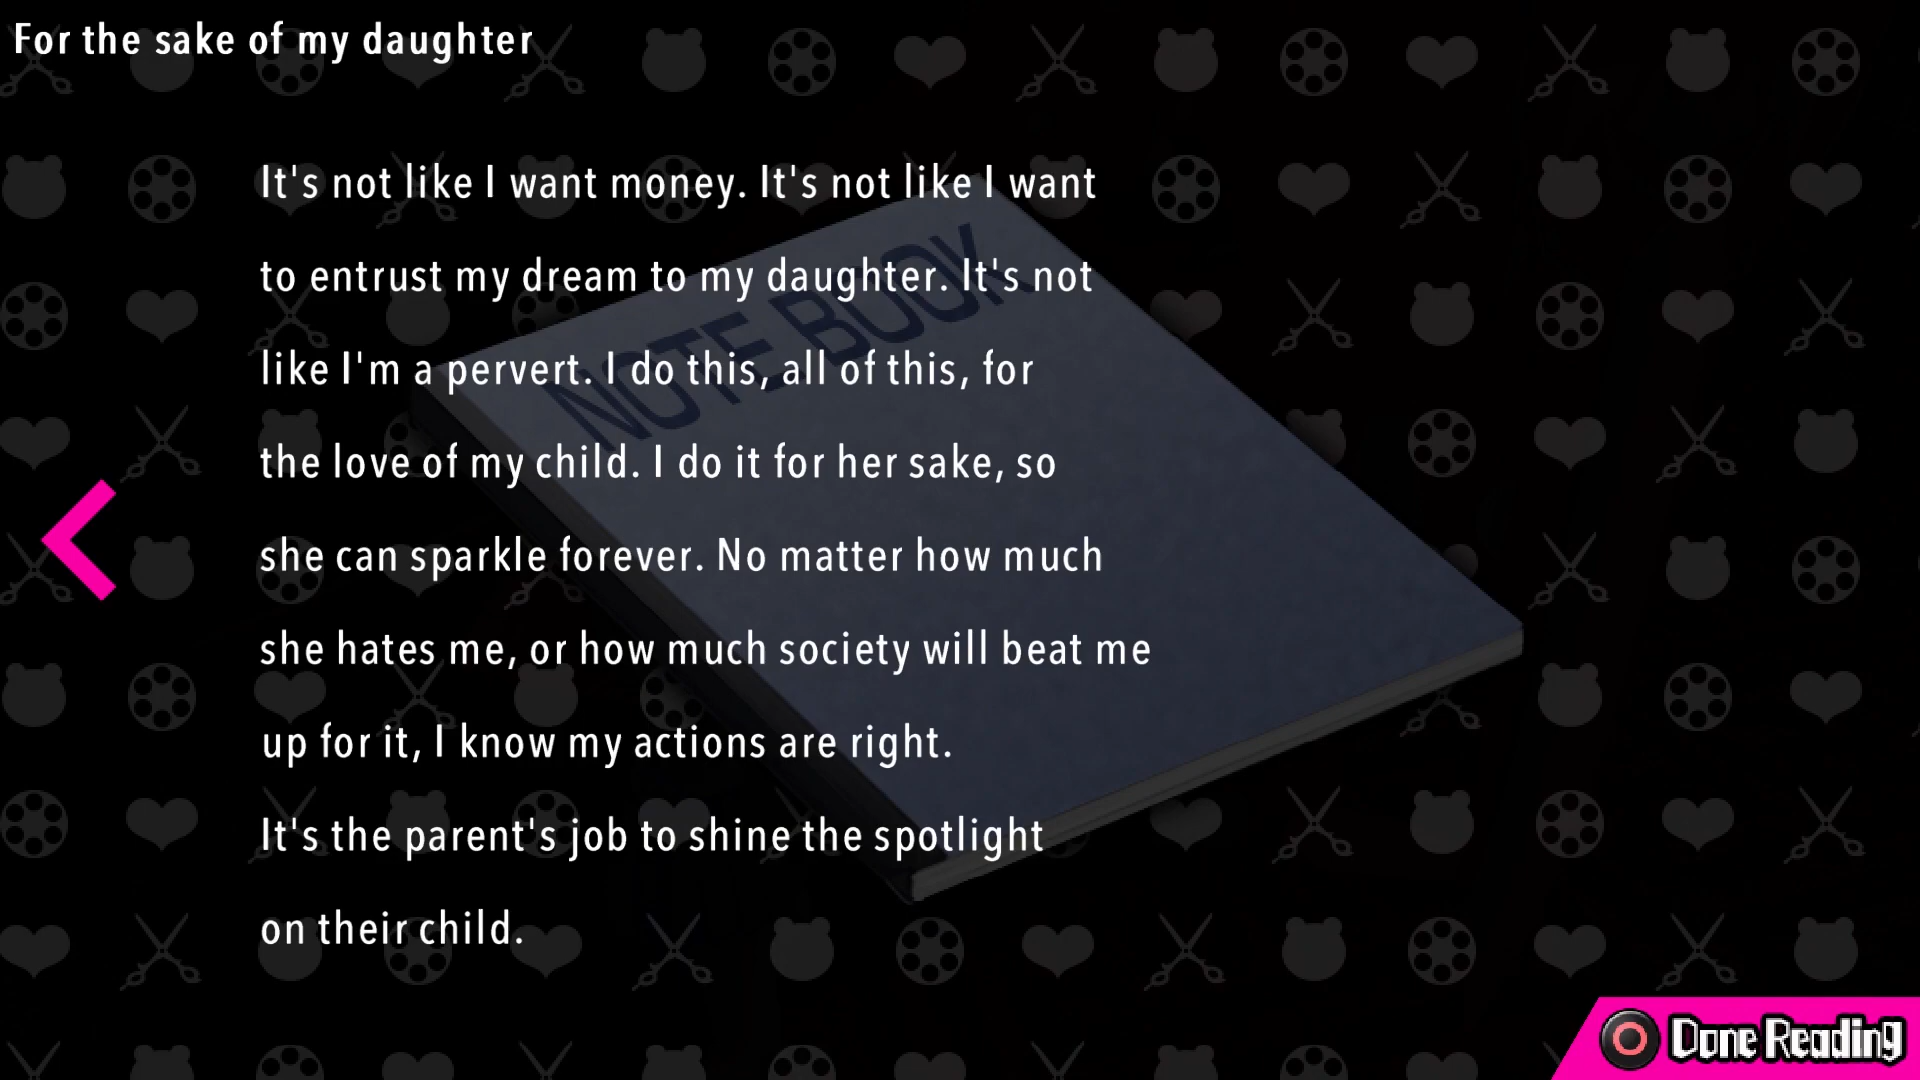 For the sake of my daughter
It's not like I want money. It's not like I want
to entrust my dream to my daughter. It's not
like I'm a pervert. I do this, all of this, for
the love of my child. I do it for her sake, so
she can sparkle forever. No matter how much
she hates me, or how much society will beat me
up for it, I know my actions are right.
It's the parent's job to shine the spotlight
on their child.
NOTE BOOK
Done Reading